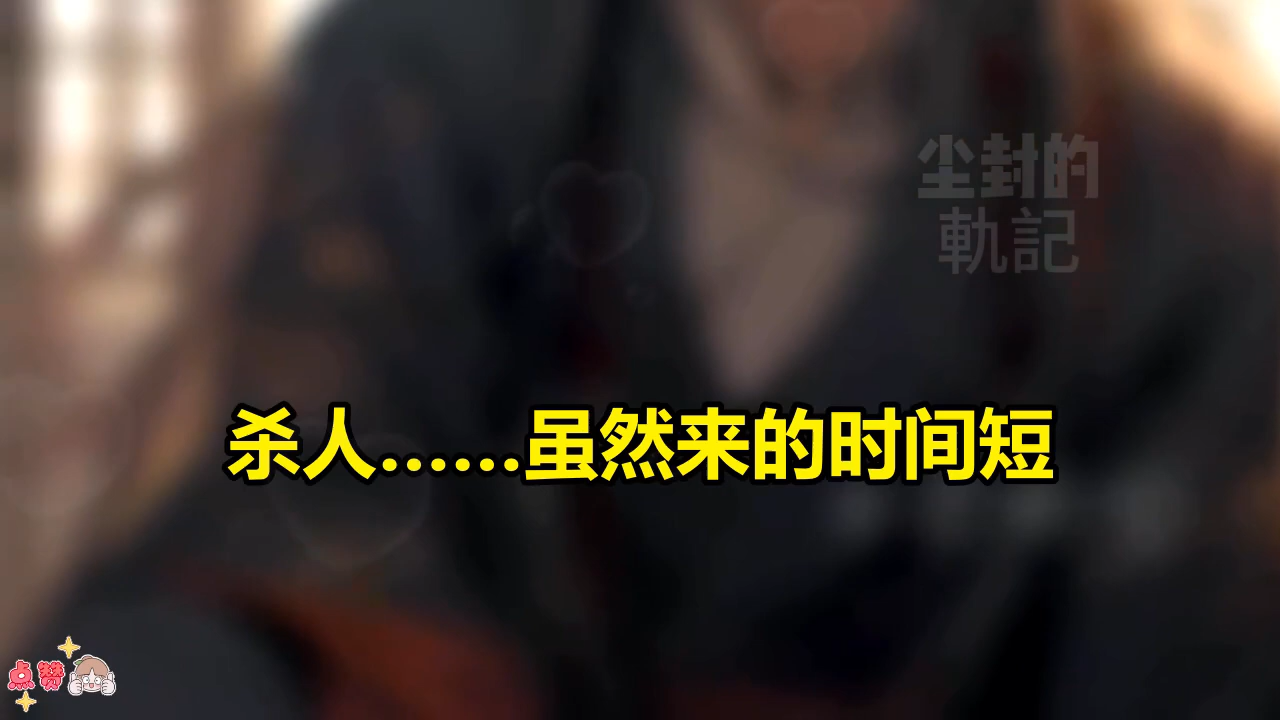 尘封的
軌記
杀人……虽然来的时间短
点赞